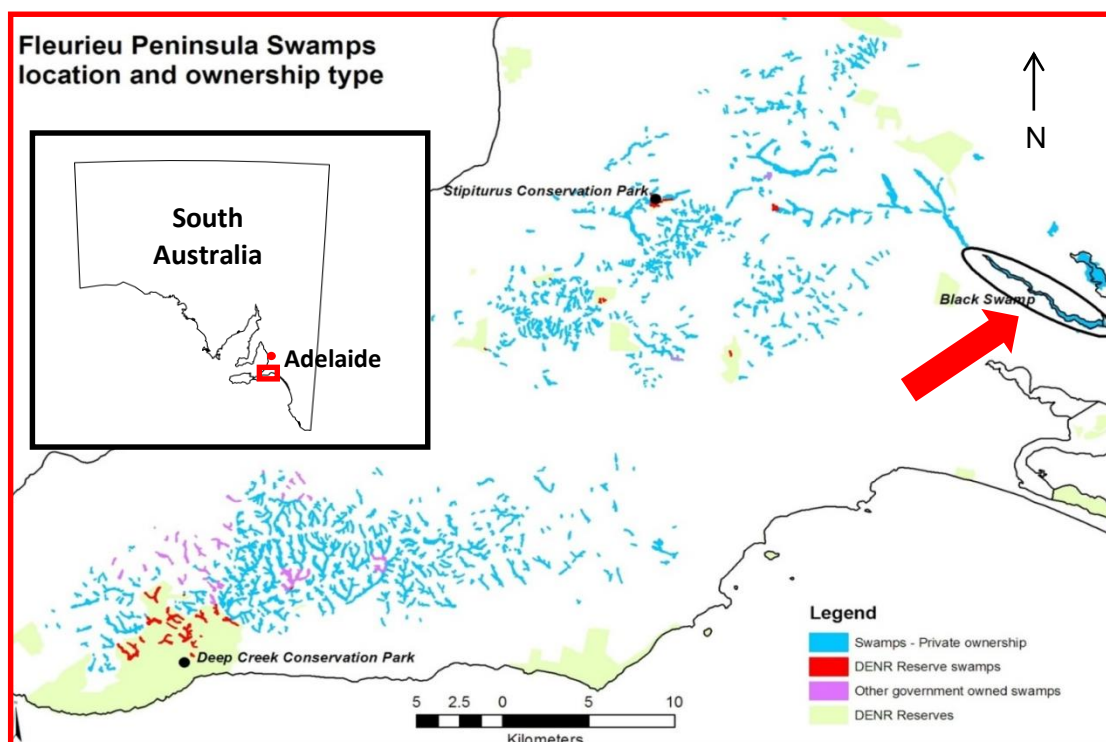 Fleurieu Peninsula Swamps
location and ownership type
N
South
Australia
Adelaide
Stipiturus Conservation Park
Black Swamp
Deep Creek Conservation Park
5 2.5 0 5 10
Kilometers
Legend
Swamps - Private ownership
DENR Reserve swamps
Other government owned swamps
DENR Reserves